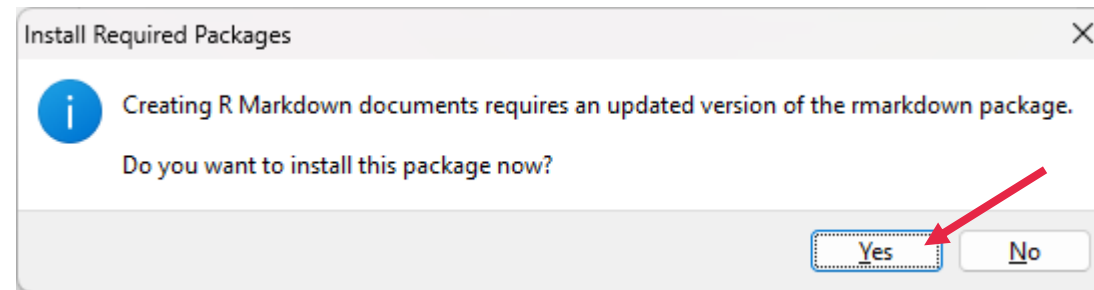 Install Required Packages
Creating R Markdown documents requires an updated version of the rmarkdown package.
Do you want to install this package now?
Yes No